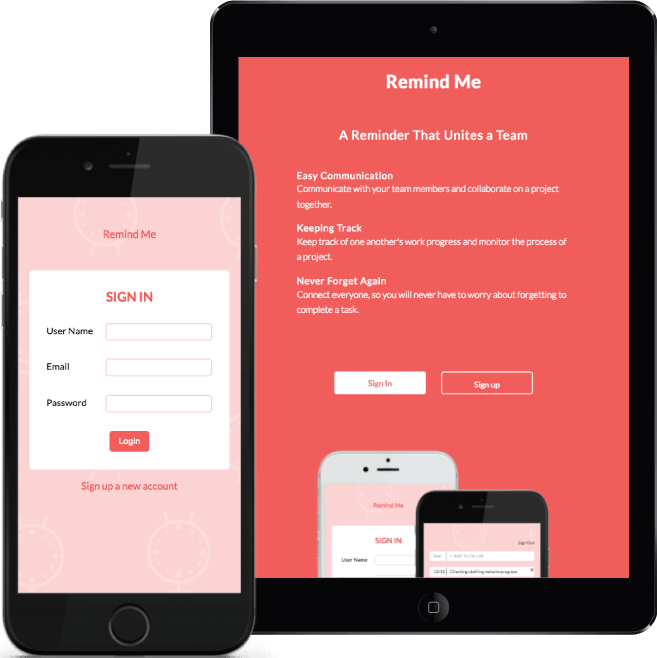 Remind Me
A Reminder That Unites a Team
Easy Communication
Communicate with your team members and collaborate on a project
together.
Keeping Track
Keep track of one another's work progress and monitor the process of
a project.
Never Forget Again
Connect everyone, so you will never have to worry about forgetting to
complete a task.
Sign In
Sign up
Remind Me
SIGN IN
User Name
Sign Out
Date
12/12 Checking abilities website progress
Remind Me
SIGN IN
User Name
Email
Password
Login
Sign up a new account